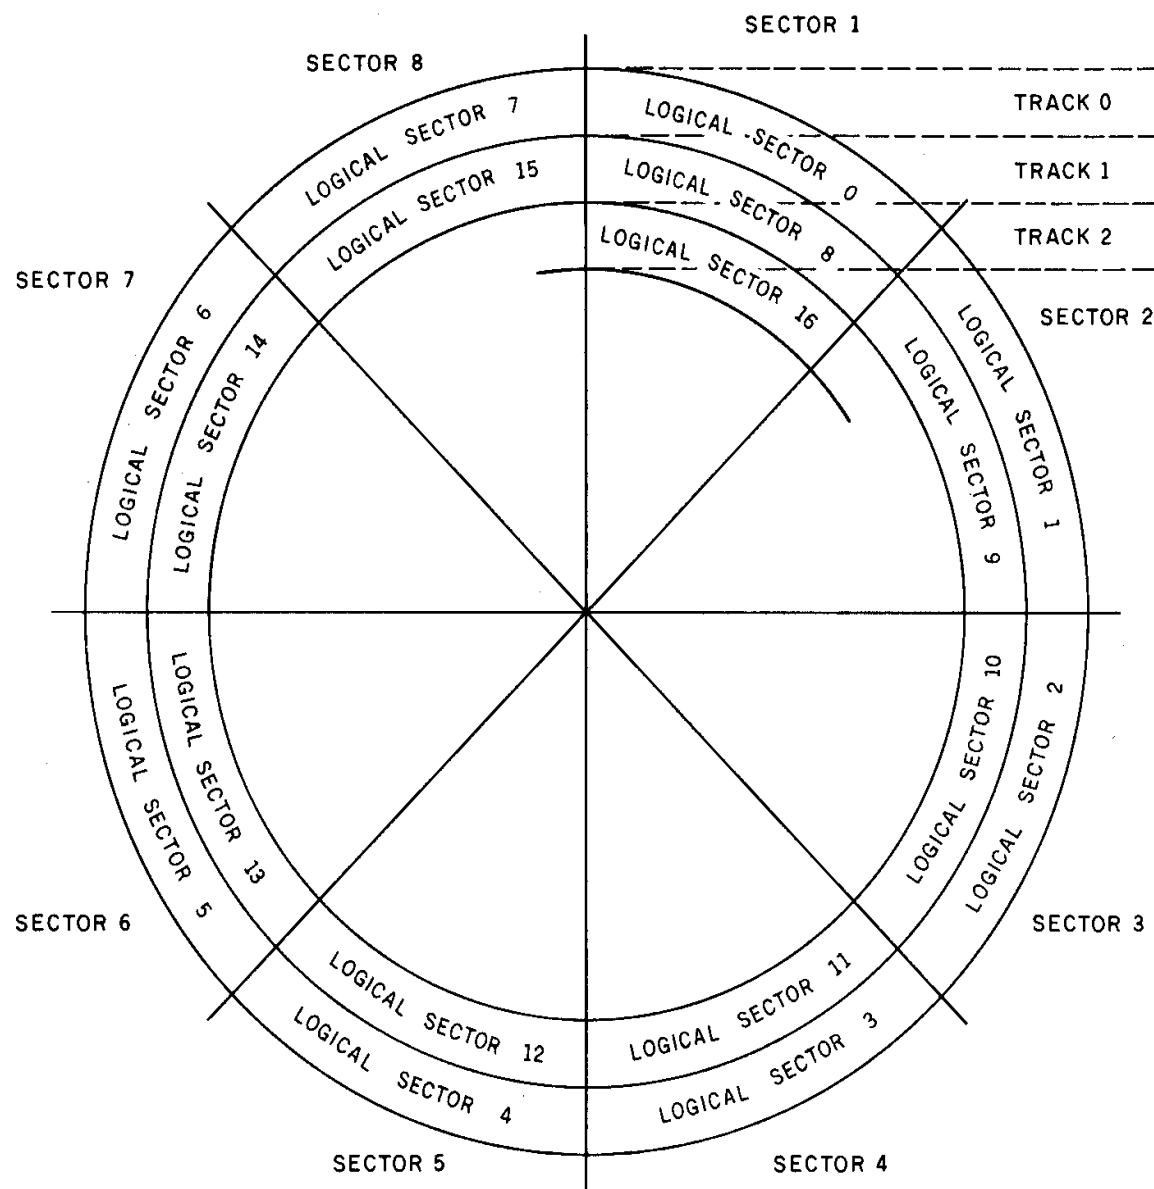 SECTOR 1
SECTOR 8
TRACK 0
TRACK 1
TRACK 2
SECTOR 7
SECTOR 2
SECTOR 6
SECTOR 3
SECTOR 5
SECTOR 4
LOGICAL SECTOR 0
LOGICAL SECTOR 1
LOGICAL SECTOR 2
LOGICAL SECTOR 3
LOGICAL SECTOR 4
LOGICAL SECTOR 5
LOGICAL SECTOR 6
LOGICAL SECTOR 7
LOGICAL SECTOR 8
LOGICAL SECTOR 9
LOGICAL SECTOR 10
LOGICAL SECTOR 11
LOGICAL SECTOR 12
LOGICAL SECTOR 13
LOGICAL SECTOR 14
LOGICAL SECTOR 15
LOGICAL SECTOR 16